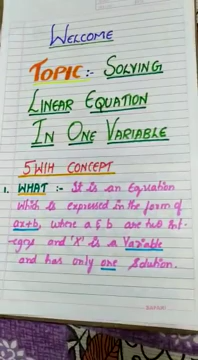 WELCOME
TOPIC:- SOLVING
LINEAR EQUATION
IN ONE VARIABLE
5W1H CONCEPT
1. WHAT :- It is an Equation
which is expressed in the form of
ax+b, where a & b are two int-
egers and 'X' is a Variable
and has only one Solution.